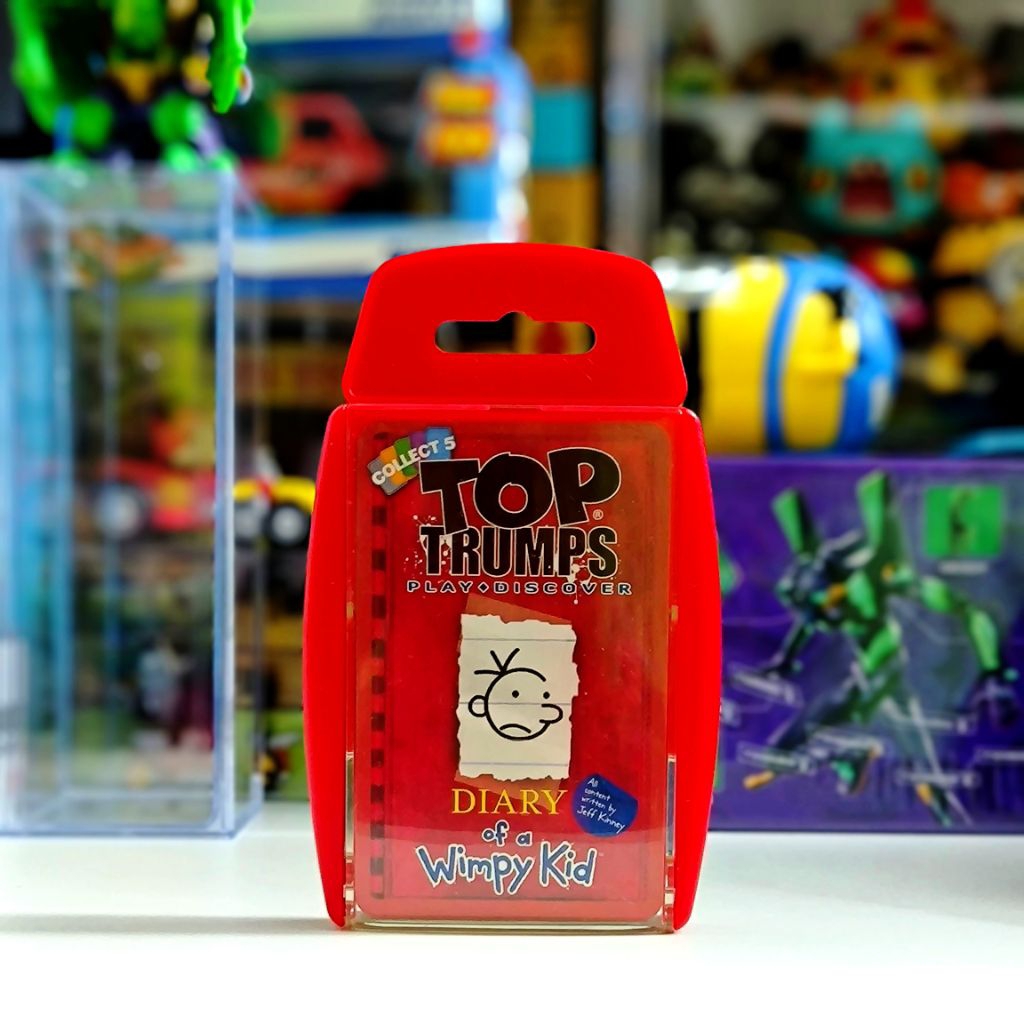 COLLECT 5
TOP
TRUMPS®
PLAY◆DISCOVER
DIARY
of a
Wimpy Kid
All
content
written by
Jeff Kinney